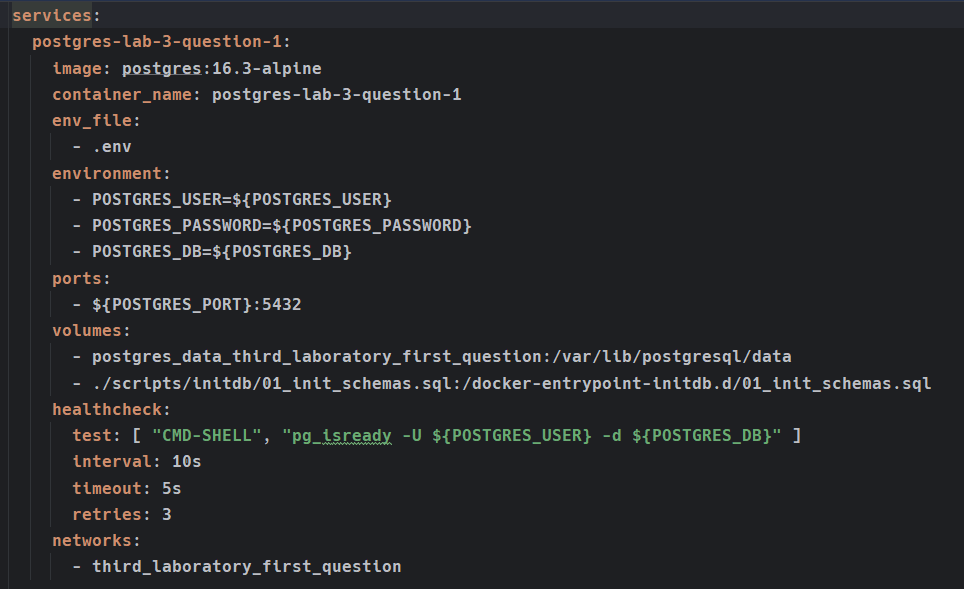 services:
  postgres-lab-3-question-1:
    image: postgres:16.3-alpine
    container_name: postgres-lab-3-question-1
    env_file:
      - .env
    environment:
      - POSTGRES_USER=${POSTGRES_USER}
      - POSTGRES_PASSWORD=${POSTGRES_PASSWORD}
      - POSTGRES_DB=${POSTGRES_DB}
    ports:
      - ${POSTGRES_PORT}:5432
    volumes:
      - postgres_data_third_laboratory_first_question:/var/lib/postgresql/data
      - ./scripts/initdb/01_init_schemas.sql:/docker-entrypoint-initdb.d/01_init_schemas.sql
    healthcheck:
      test: [ "CMD-SHELL", "pg_isready -U ${POSTGRES_USER} -d ${POSTGRES_DB}" ]
      interval: 10s
      timeout: 5s
      retries: 3
    networks:
      - third_laboratory_first_question